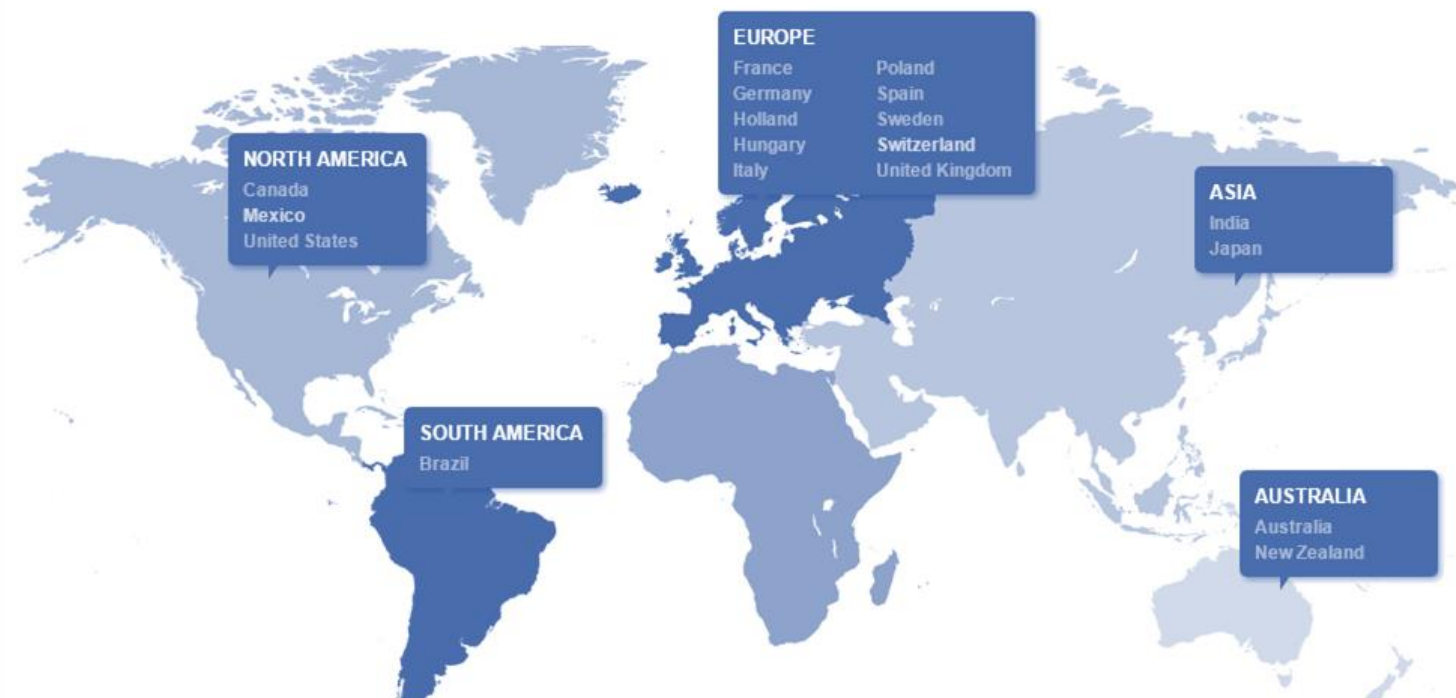 EUROPE
France
Germany
Holland
Hungary
Italy
Poland
Spain
Sweden
Switzerland
United Kingdom
NORTH AMERICA
Canada
Mexico
United States
ASIA
India
Japan
SOUTH AMERICA
Brazil
AUSTRALIA
Australia
New Zealand